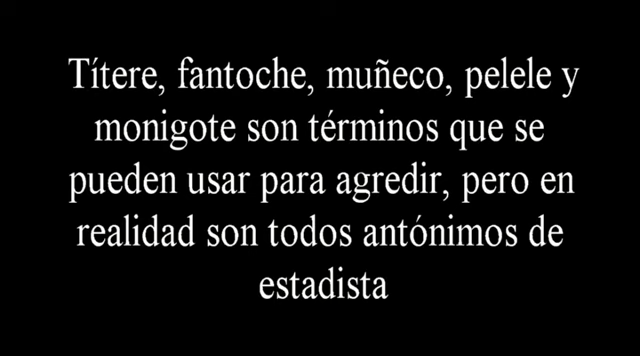 Títere, fantoche, muñeco, pelele y
monigote son términos que se
pueden usar para agredir, pero en
realidad son todos antónimos de
estadista